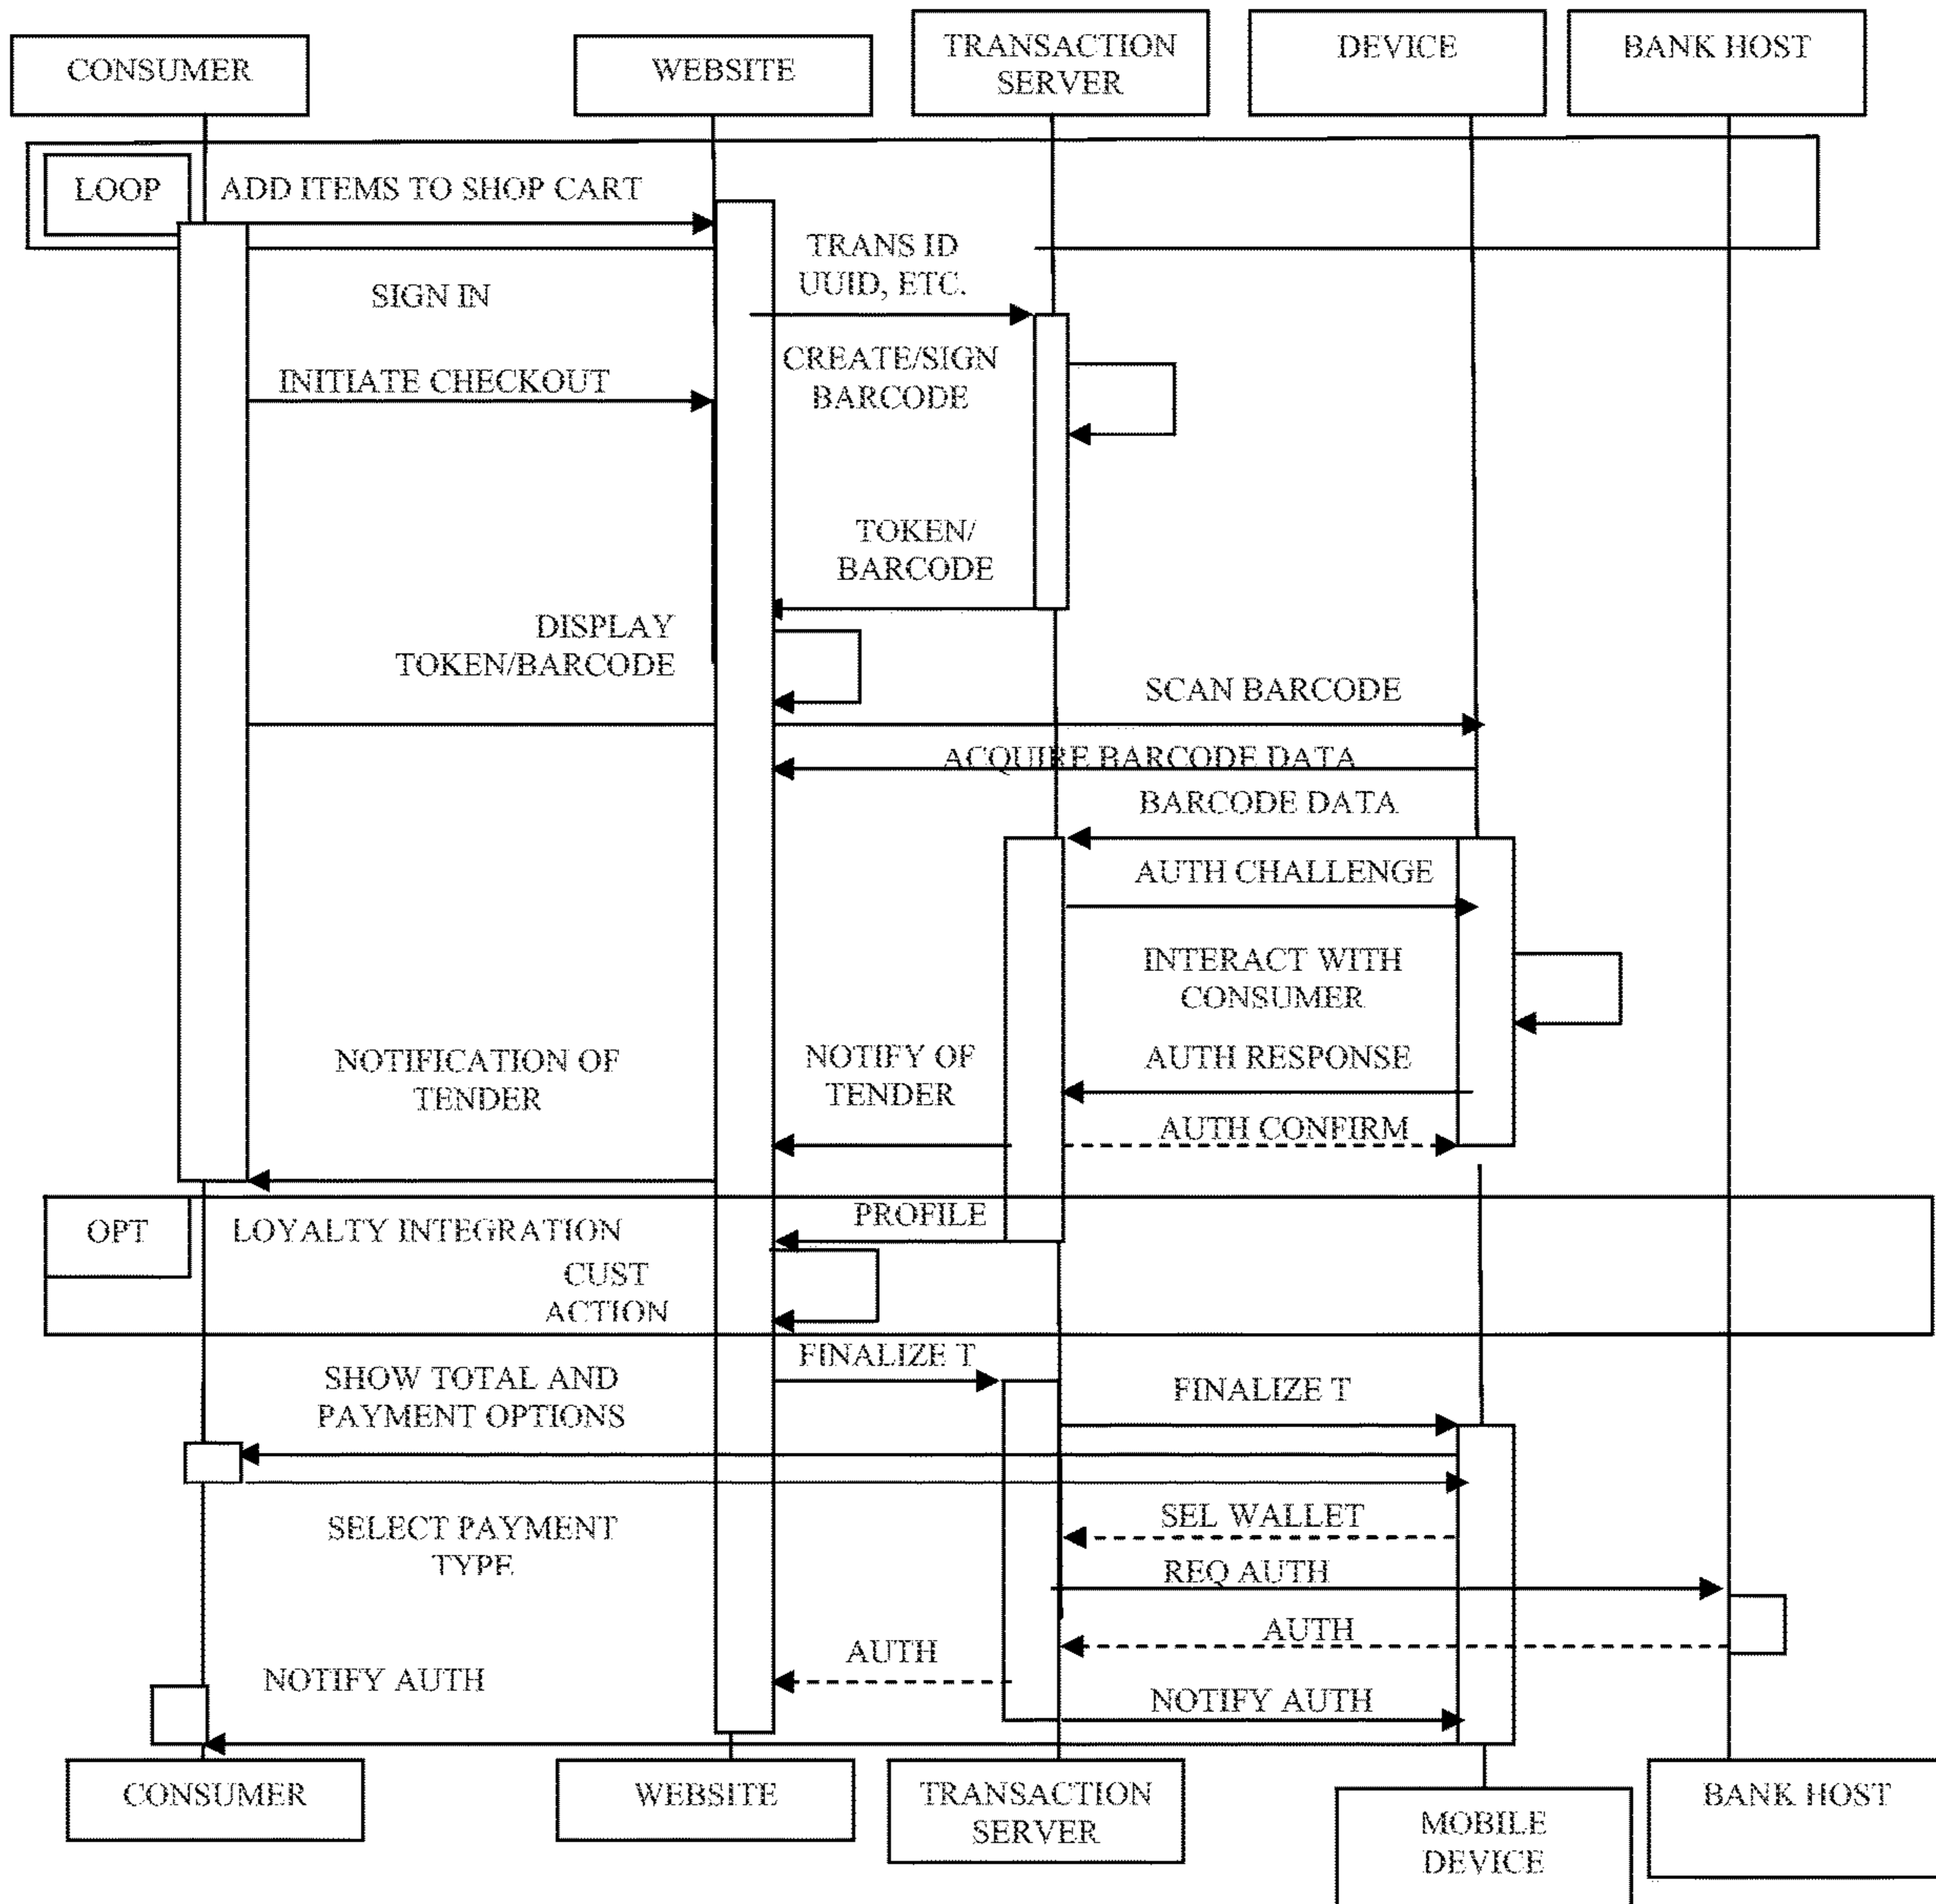 CONSUMER
WEBSITE
TRANSACTION
SERVER
DEVICE
BANK HOST
LOOP
ADD ITEMS TO SHOP CART
TRANS ID
UUID, ETC.
SIGN IN
INITIATE CHECKOUT
CREATE/SIGN
BARCODE
TOKEN/
BARCODE
DISPLAY
TOKEN/BARCODE
SCAN BARCODE
ACQUIRE BARCODE DATA
BARCODE DATA
AUTH CHALLENGE
INTERACT WITH
CONSUMER
NOTIFICATION OF
TENDER
NOTIFY OF
TENDER
AUTH RESPONSE
AUTH CONFIRM
OPT
LOYALTY INTEGRATION
PROFILE
CUST
ACTION
FINALIZE T
SHOW TOTAL AND
PAYMENT OPTIONS
FINALIZE T
SELECT PAYMENT
TYPE
SEL WALLET
REQ AUTH
AUTH
AUTH
NOTIFY AUTH
NOTIFY AUTH
CONSUMER
WEBSITE
TRANSACTION
SERVER
MOBILE
DEVICE
BANK HOST